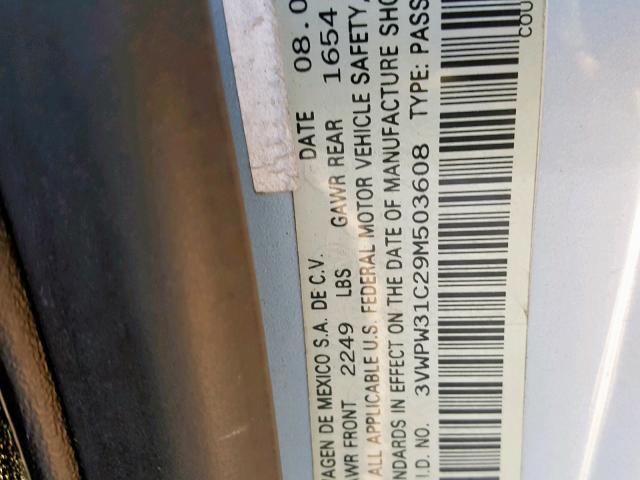 AGEN DE MEXICO S.A. DE C.V. DATE 08.0
AWR FRONT 2249 LBS GAWR REAR 1654
ALL APPLICABLE U.S. FEDERAL MOTOR VEHICLE SAFETY,
NDARDS IN EFFECT ON THE DATE OF MANUFACTURE SHO
I.D. NO. 3VWPW31C29M503608 TYPE: PASS
COU